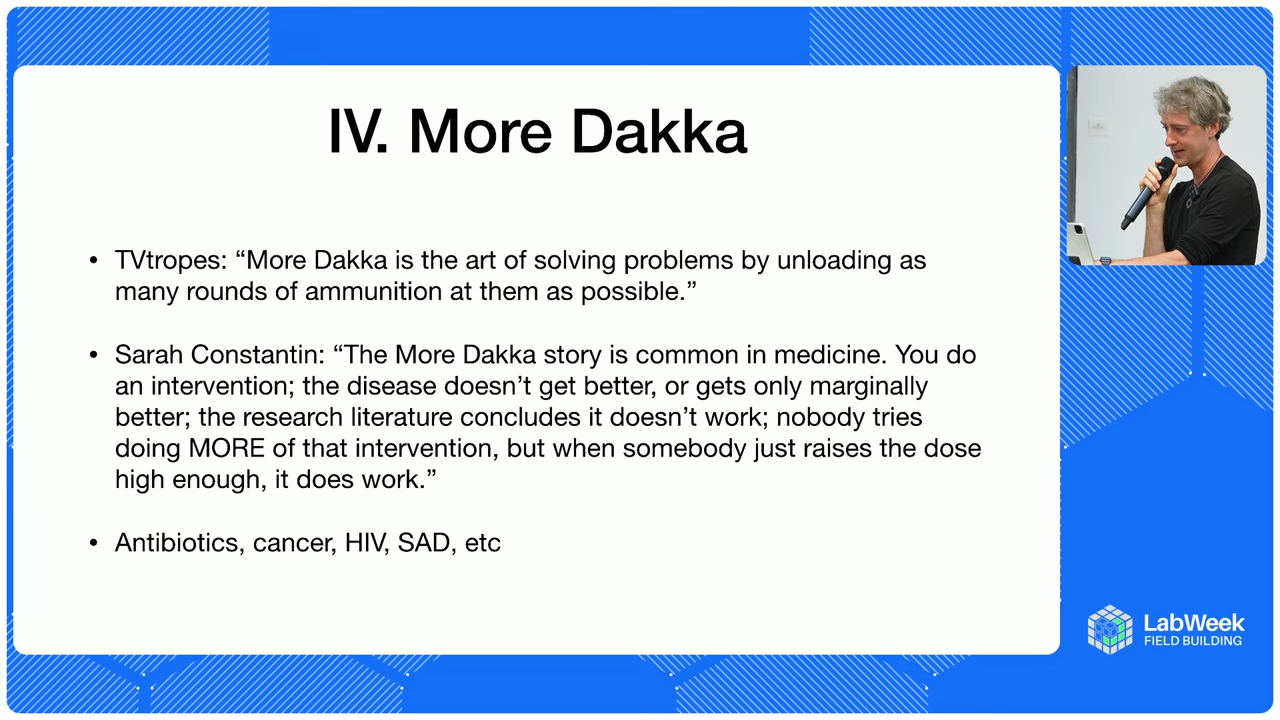 IV. More Dakka
• TVtropes: “More Dakka is the art of solving problems by unloading as
many rounds of ammunition at them as possible.”
• Sarah Constantin: “The More Dakka story is common in medicine. You do
an intervention; the disease doesn’t get better, or gets only marginally
better; the research literature concludes it doesn’t work; nobody tries
doing MORE of that intervention, but when somebody just raises the dose
high enough, it does work.”
• Antibiotics, cancer, HIV, SAD, etc
LabWeek
FIELD BUILDING